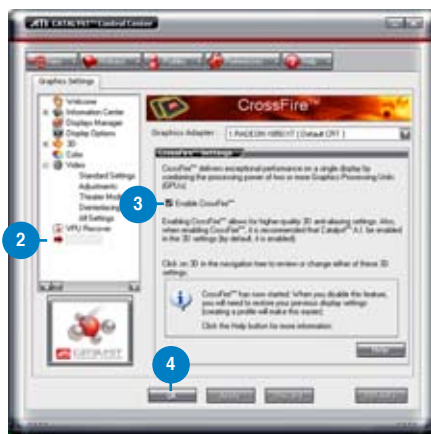 ATI CATALYST™ Control Center
Graphics Settings
Welcome
Information Center
Displays Manager
Display Options
3D
Color
Video
Standard Settings
Adjustments
Theater Mode
All Settings
VPU Recover
CrossFire™
Graphics Adapter:
CrossFire™ Settings
CrossFire™ delivers exceptional performance on a single display by
combining the processing power of two or more Graphics Processing Units
(GPUs).
3
Enable CrossFire™
Enabling CrossFire™ allows for higher-quality 3D anti-aliasing settings. Also,
when enabling CrossFire™, it is recommended that Catalyst™ A.I. be enabled
in the 3D settings (by default, it is enabled).
2
Click on 3D in the navigation tree to review or change either of these 3D
settings.
CrossFire™ has now started. When you disable this feature,
you will need to restore your previous display settings
(creating a profile will make this easier).
Click the Help button for more information.
CATALYST
4
OK